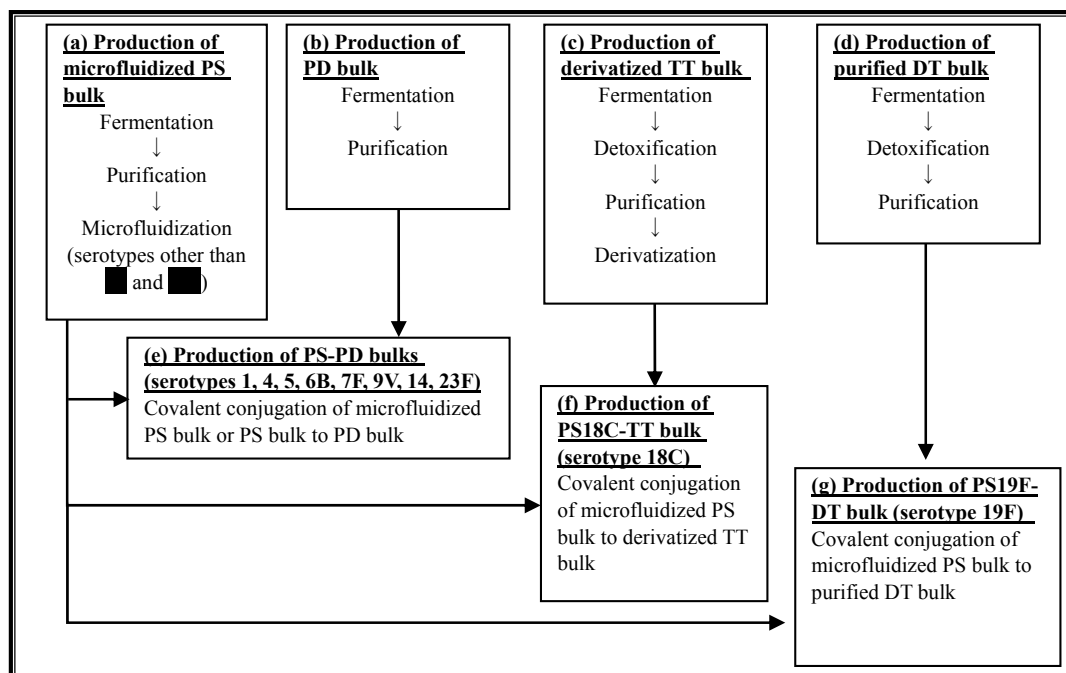 (a) Production of
microfluidized PS
bulk
Fermentation
↓
Purification
↓
Microfluidization
(serotypes other than
and )
(b) Production of
PD bulk
Fermentation
↓
Purification
(c) Production of
derivatized TT bulk
Fermentation
↓
Detoxification
↓
Purification
↓
Derivatization
(d) Production of
purified DT bulk
Fermentation
↓
Detoxification
↓
Purification
(e) Production of PS-PD bulks
(serotypes 1, 4, 5, 6B, 7F, 9V, 14, 23F)
Covalent conjugation of microfluidized
PS bulk or PS bulk to PD bulk
(f) Production of
PS18C-TT bulk
(serotype 18C)
Covalent conjugation
of microfluidized PS
bulk to derivatized TT
bulk
(g) Production of PS19F-
DT bulk (serotype 19F)
Covalent conjugation of
microfluidized PS bulk to
purified DT bulk